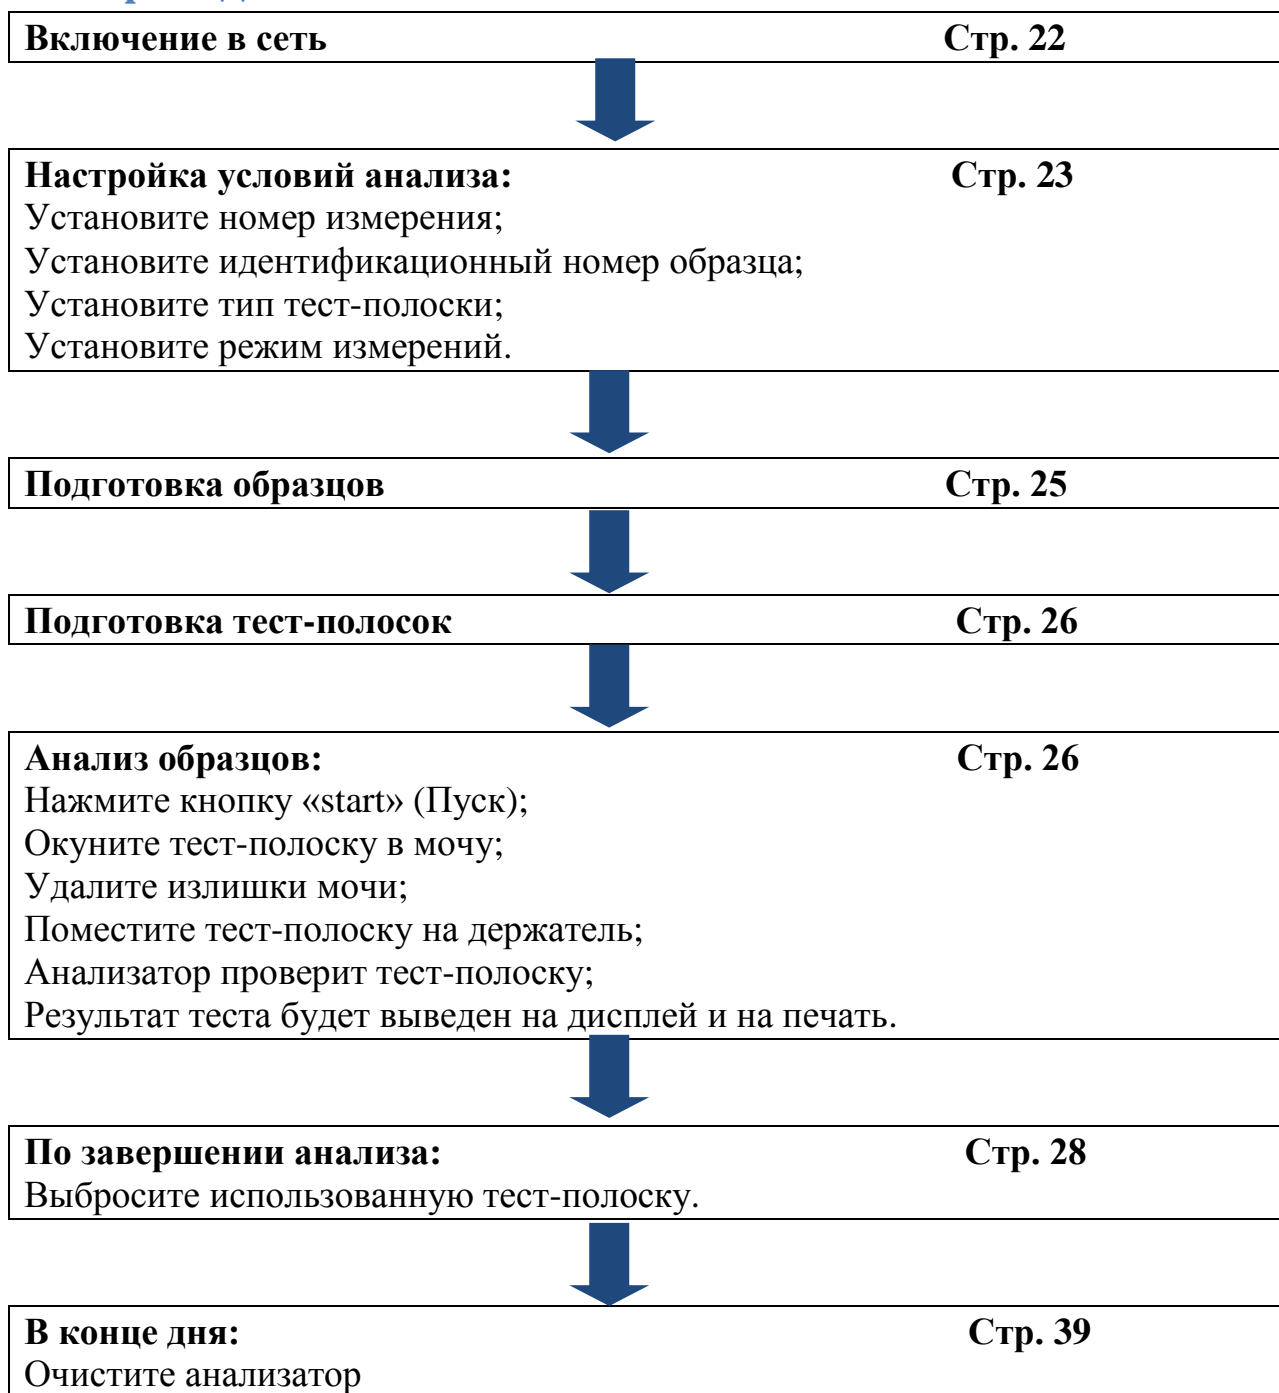 Включение в сеть Стр. 22
Настройка условий анализа: Стр. 23
Установите номер измерения;
Установите идентификационный номер образца;
Установите тип тест-полоски;
Установите режим измерений.
Подготовка образцов Стр. 25
Подготовка тест-полосок Стр. 26
Анализ образцов: Стр. 26
Нажмите кнопку «start» (Пуск);
Окуните тест-полоску в мочу;
Удалите излишки мочи;
Поместите тест-полоску на держатель;
Анализатор проверит тест-полоску;
Результат теста будет выведен на дисплей и на печать.
По завершении анализа: Стр. 28
Выбросите использованную тест-полоску.
В конце дня: Стр. 39
Очистите анализатор